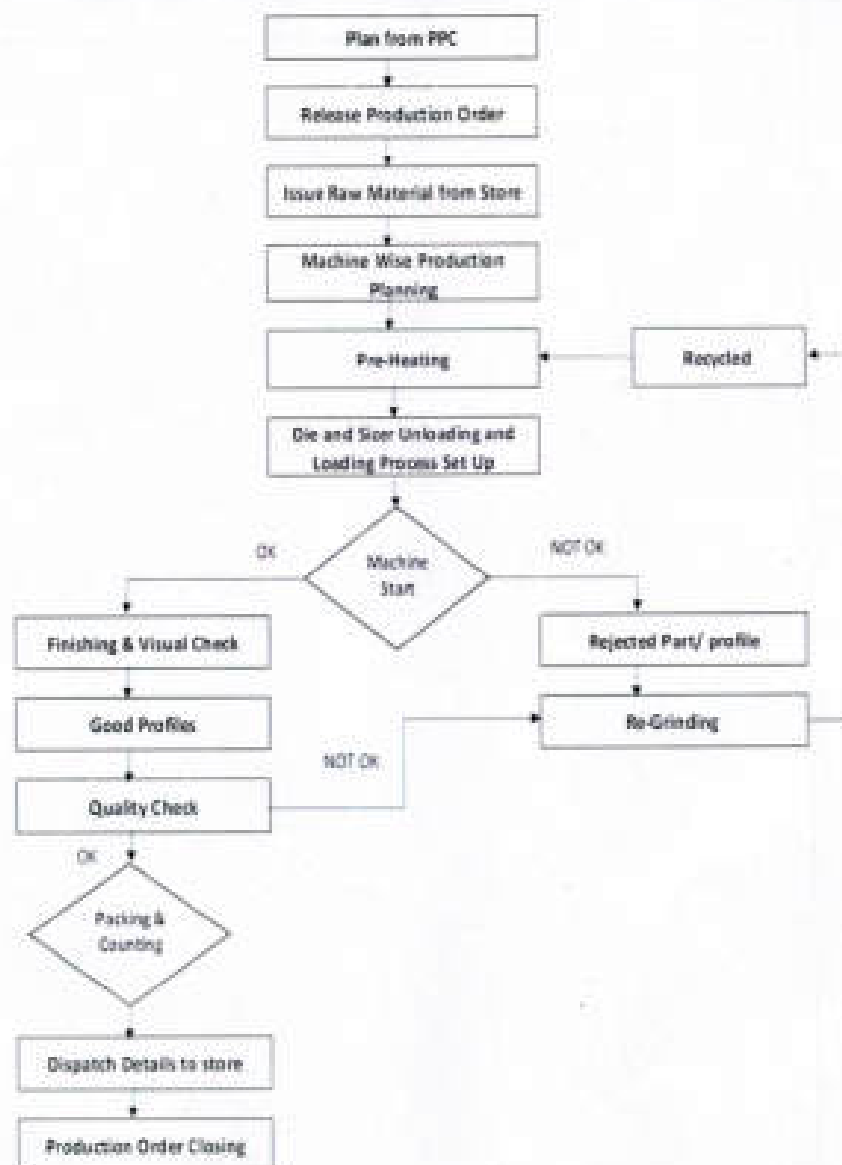 Plan from PPC
Release Production Order
Issue Raw Material from Store
Machine Wise Production
Planning
Pre-Heating
Recycled
Die and Sizer Unloading and
Loading Process Set Up
OK
Machine
Start
NOT OK
Finishing & Visual Check
Rejected Part/ profile
Good Profiles
Re-Grinding
NOT OK
Quality Check
OK
Packing &
Counting
Dispatch Details to store
Production Order Closing